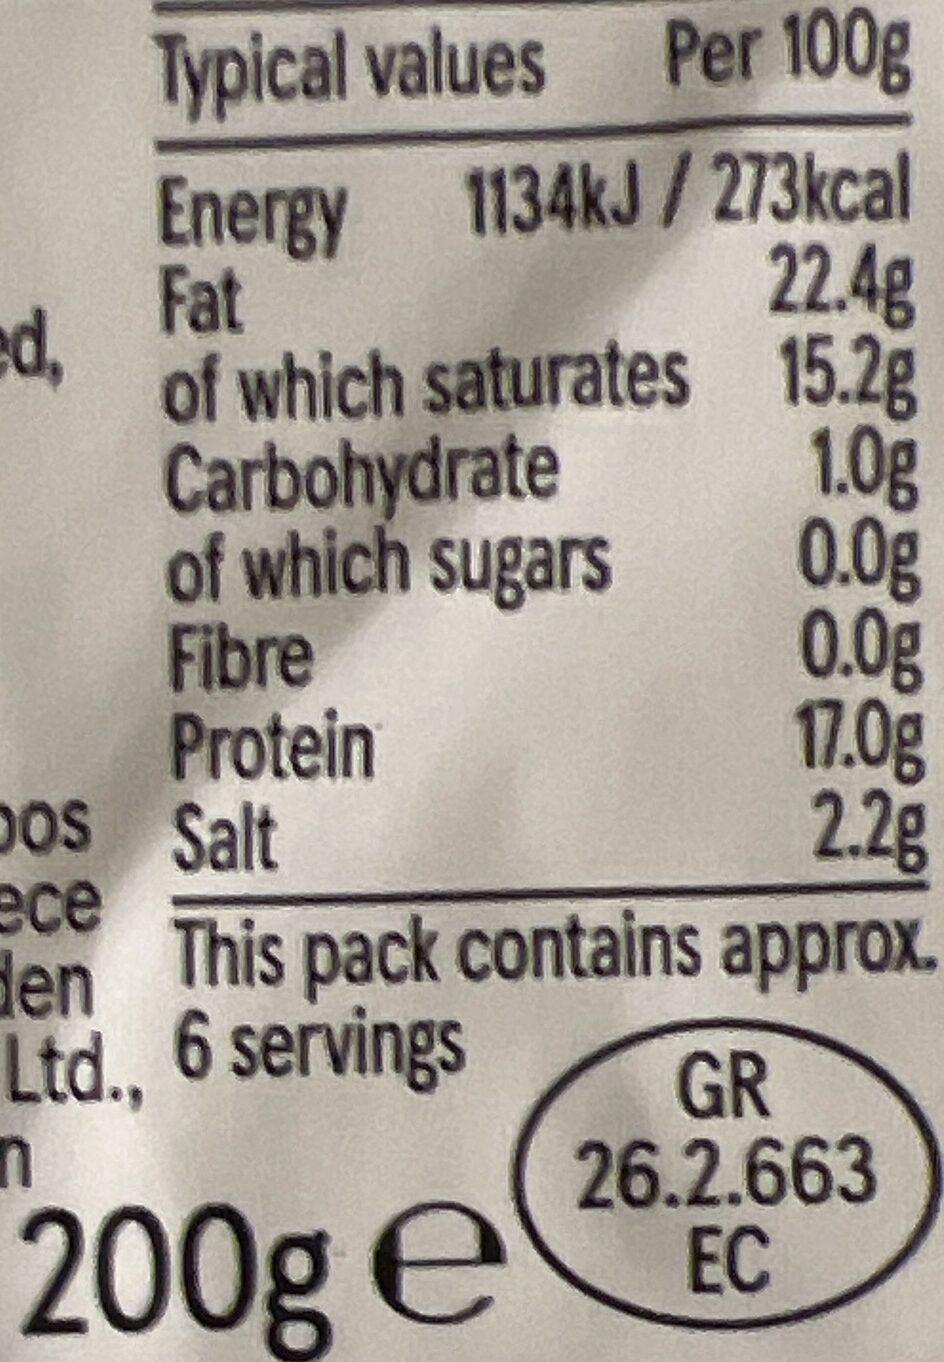 Typical values Per 100g
Energy 1134kJ / 273kcal
Fat 22.4g
ed,
of which saturates 15.2g
Carbohydrate 1.0g
of which sugars 0.0g
Fibre 0.0g
Protein 17.0g
Salt 2.2g
oos
ece
den
Ltd.,
n
This pack contains approx.
6 servings
GR
26.2.663
EC
200g e